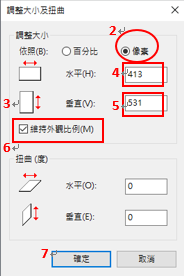 調整大小及扭曲
調整大小
2
依照(B):
百分比
像素
4
水平(H):
413
3
垂直(V):
5
531
維持外觀比例(M)
6
扭曲 (度)
水平(O):
0
垂直(E):
0
7
確定
取消